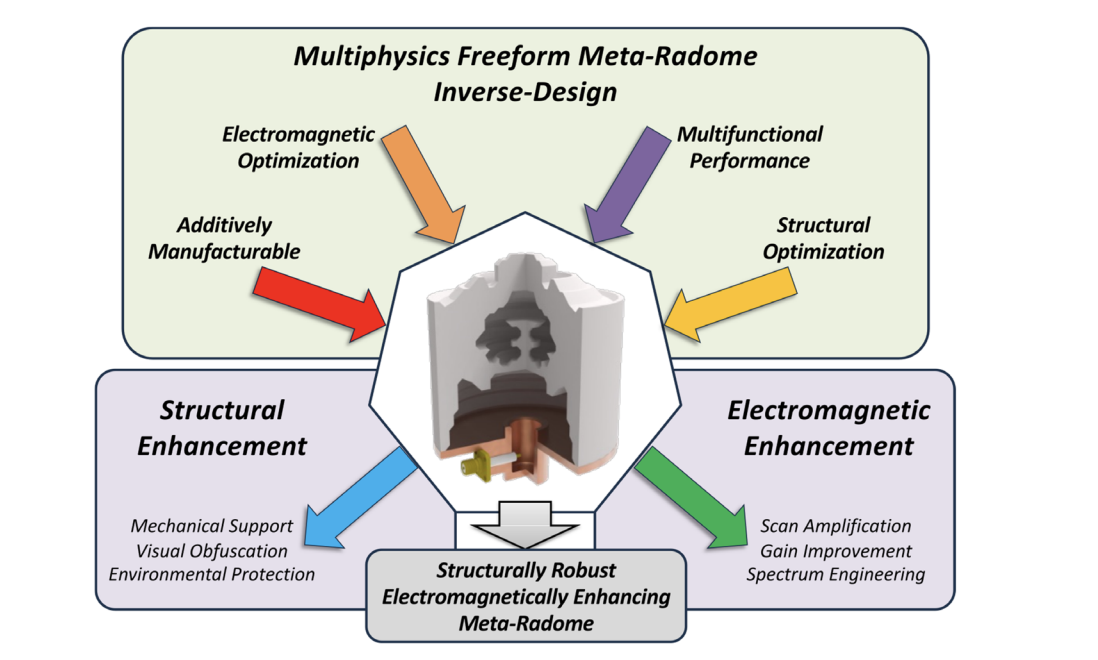 Multiphysics Freeform Meta-Radome
Inverse-Design
Electromagnetic
Optimization
Multifunctional
Performance
Additively
Manufacturable
Structural
Optimization
Structural
Enhancement
Electromagnetic
Enhancement
Mechanical Support
Visual Obfuscation
Environmental Protection
Scan Amplification
Gain Improvement
Spectrum Engineering
Structurally Robust
Electromagnetically Enhancing
Meta-Radome